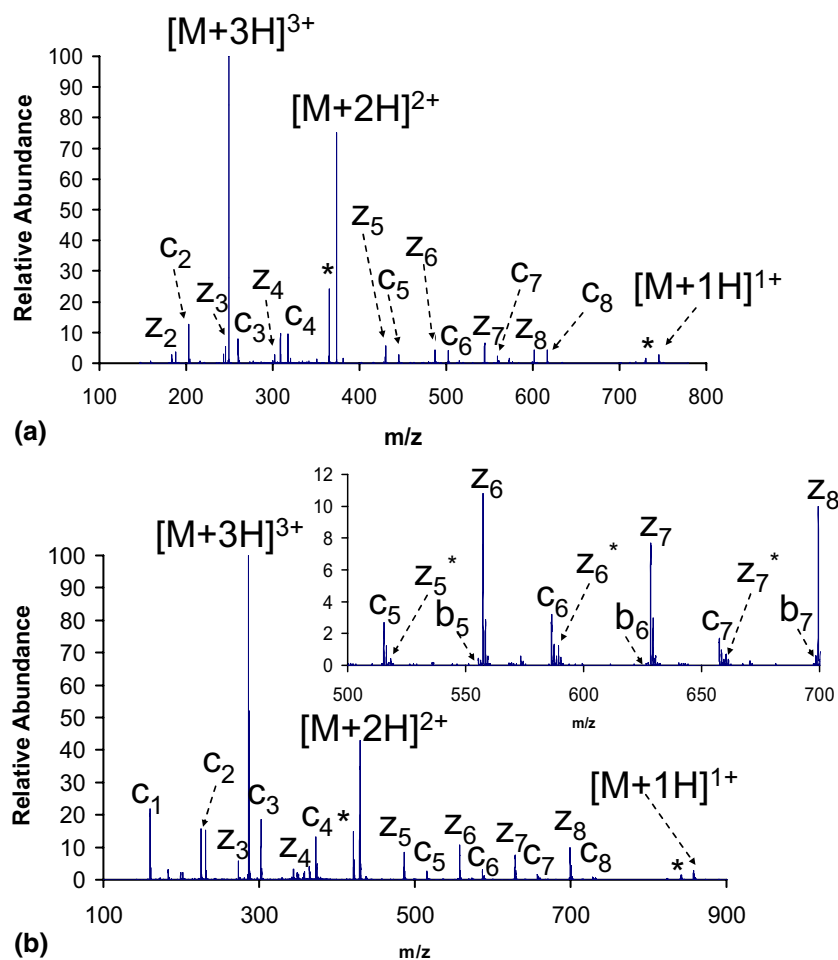 [M+3H]3+
[M+2H]2+
[M+1H]1+
Relative Abundance
100
90
80
70
60
50
40
30
20
10
0
z2 c2 z3 c3 z4 c4 * z5 c5 z6 c6 z7 c7 z8 c8 *
100 200 300 400 500 600 700 800
m/z
(a)
[M+3H]3+
[M+2H]2+
[M+1H]1+
Relative Abundance
100
90
80
70
60
50
40
30
20
10
0
c1 c2 z3 c3 z4 c4 * z5 c5 z6 c6 z7 c7 z8 c8 *
100 300 500 700 900
m/z
12
10
8
6
4
2
0
c5 z5* b5 z6 c6 z6* b6 z7 c7 z7* b7 z8
500 550 600 650 700
m/z
(b)